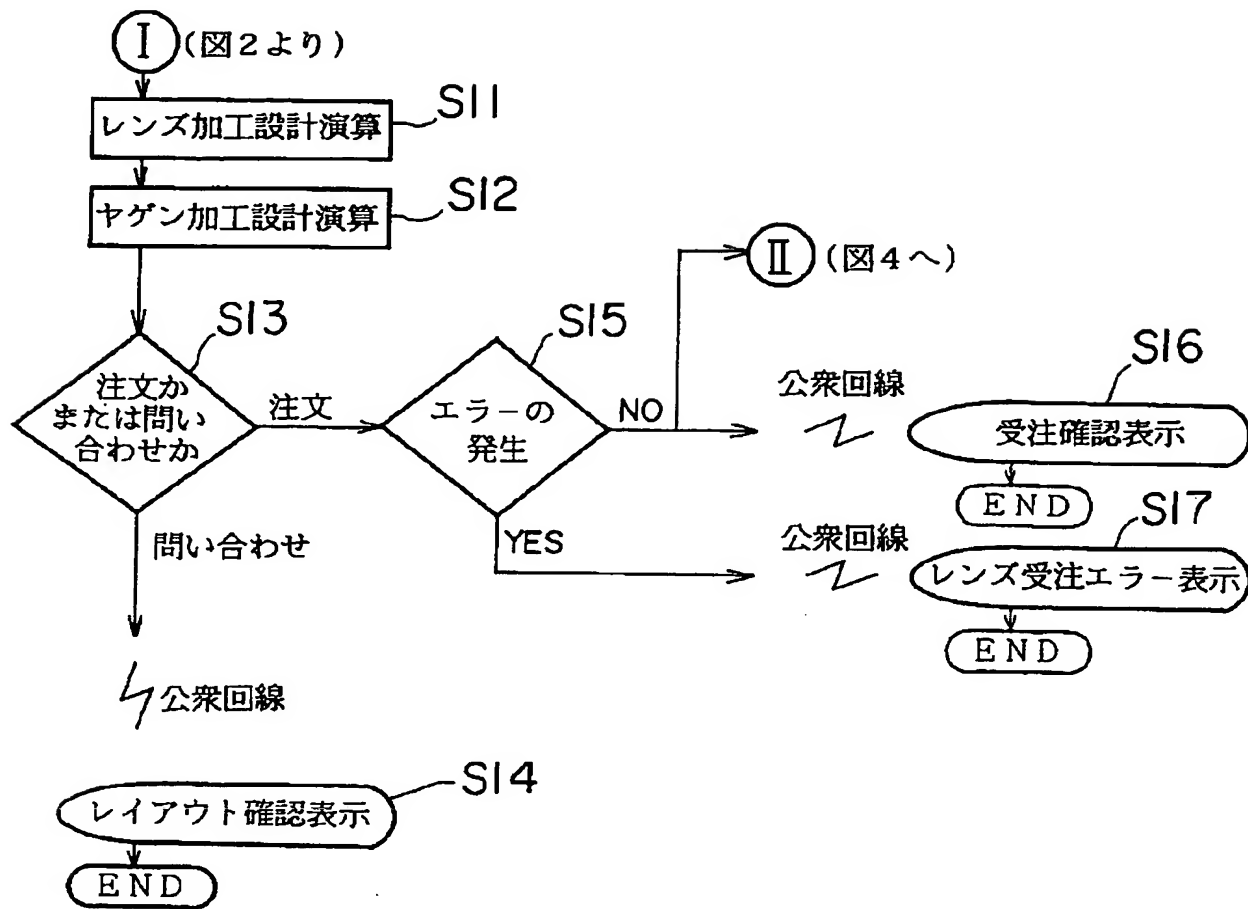 I (図2より)
S11
レンズ加工設計演算
S12
ヤゲン加工設計演算
II (図4へ)
S13
注文か
または問い
合わせか
注文
S15
エラーの
発生
NO
公衆回線
S16
受注確認表示
END
YES
公衆回線
S17
レンズ受注エラー表示
END
問い合わせ
公衆回線
S14
レイアウト確認表示
END